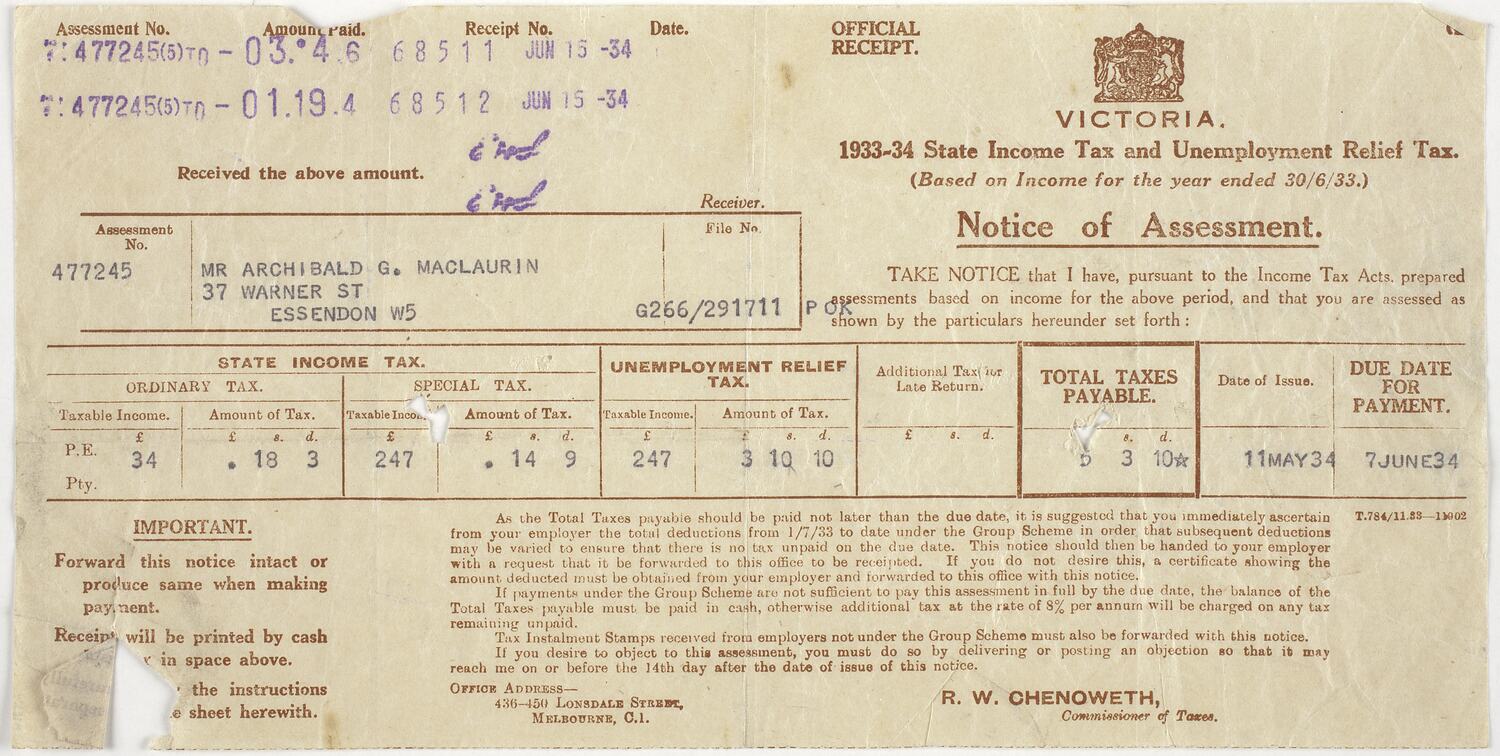 Assessment No. Amount Paid. Receipt No. Date.
7:477245(5)TD - 03.4.6 68511 JUN 15 -34
7:477245(5)TD - 01.19.4 68512 JUN 15 -34
Received the above amount.
Receiver.
OFFICIAL
RECEIPT.
VICTORIA.
1933-34 State Income Tax and Unemployment Relief Tax.
(Based on Income for the year ended 30/6/33.)
Notice of Assessment.
TAKE NOTICE that I have, pursuant to the Income Tax Acts, prepared
assessments based on income for the above period, and that you are assessed as
shown by the particulars hereunder set forth :
Assessment
No.
File No.
477245
MR ARCHIBALD G. MACLAURIN
37 WARNER ST
ESSENDON W5
G266/291711 P OK
STATE INCOME TAX.
ORDINARY TAX. SPECIAL TAX.
UNEMPLOYMENT RELIEF
TAX.
Additional Tax for
Late Return.
TOTAL TAXES
PAYABLE.
Date of Issue.
DUE DATE
FOR
PAYMENT.
Taxable Income. Amount of Tax. Taxable Inco Amount of Tax. Taxable Income. Amount of Tax.
£ £ s. d. £ £ s. d. £ £ s. d. £ s. d. s. d.
P.E. 34 . 18 3 247 . 14 9 247 3 10 10 5 3 10☆ 11MAY34 7JUNE34
Pty.
IMPORTANT.
Forward this notice intact or
produce same when making
payment.
Receipt will be printed by cash
in space above.
the instructions
sheet herewith.
As the Total Taxes payable should be paid not later than the due date, it is suggested that you immediately ascertain
from your employer the total deductions from 1/7/33 to date under the Group Scheme in order that subsequent deductions
may be varied to ensure that there is no tax unpaid on the due date. This notice should then be handed to your employer
with a request that it be forwarded to this office to be receipted. If you do not desire this, a certificate showing the
amount deducted must be obtained from your employer and forwarded to this office with this notice.
If payments under the Group Scheme are not sufficient to pay this assessment in full by the due date, the balance of the
Total Taxes payable must be paid in cash, otherwise additional tax at the rate of 8% per annum will be charged on any tax
remaining unpaid.
Tax Instalment Stamps received from employers not under the Group Scheme must also be forwarded with this notice.
If you desire to object to this assessment, you must do so by delivering or posting an objection so that it may
reach me on or before the 14th day after the date of issue of this notice.
T.784/11.33—11902
OFFICE ADDRESS—
436-450 LONSDALE STREET,
MELBOURNE, C.1.
R. W. CHENOWETH,
Commissioner of Taxes.